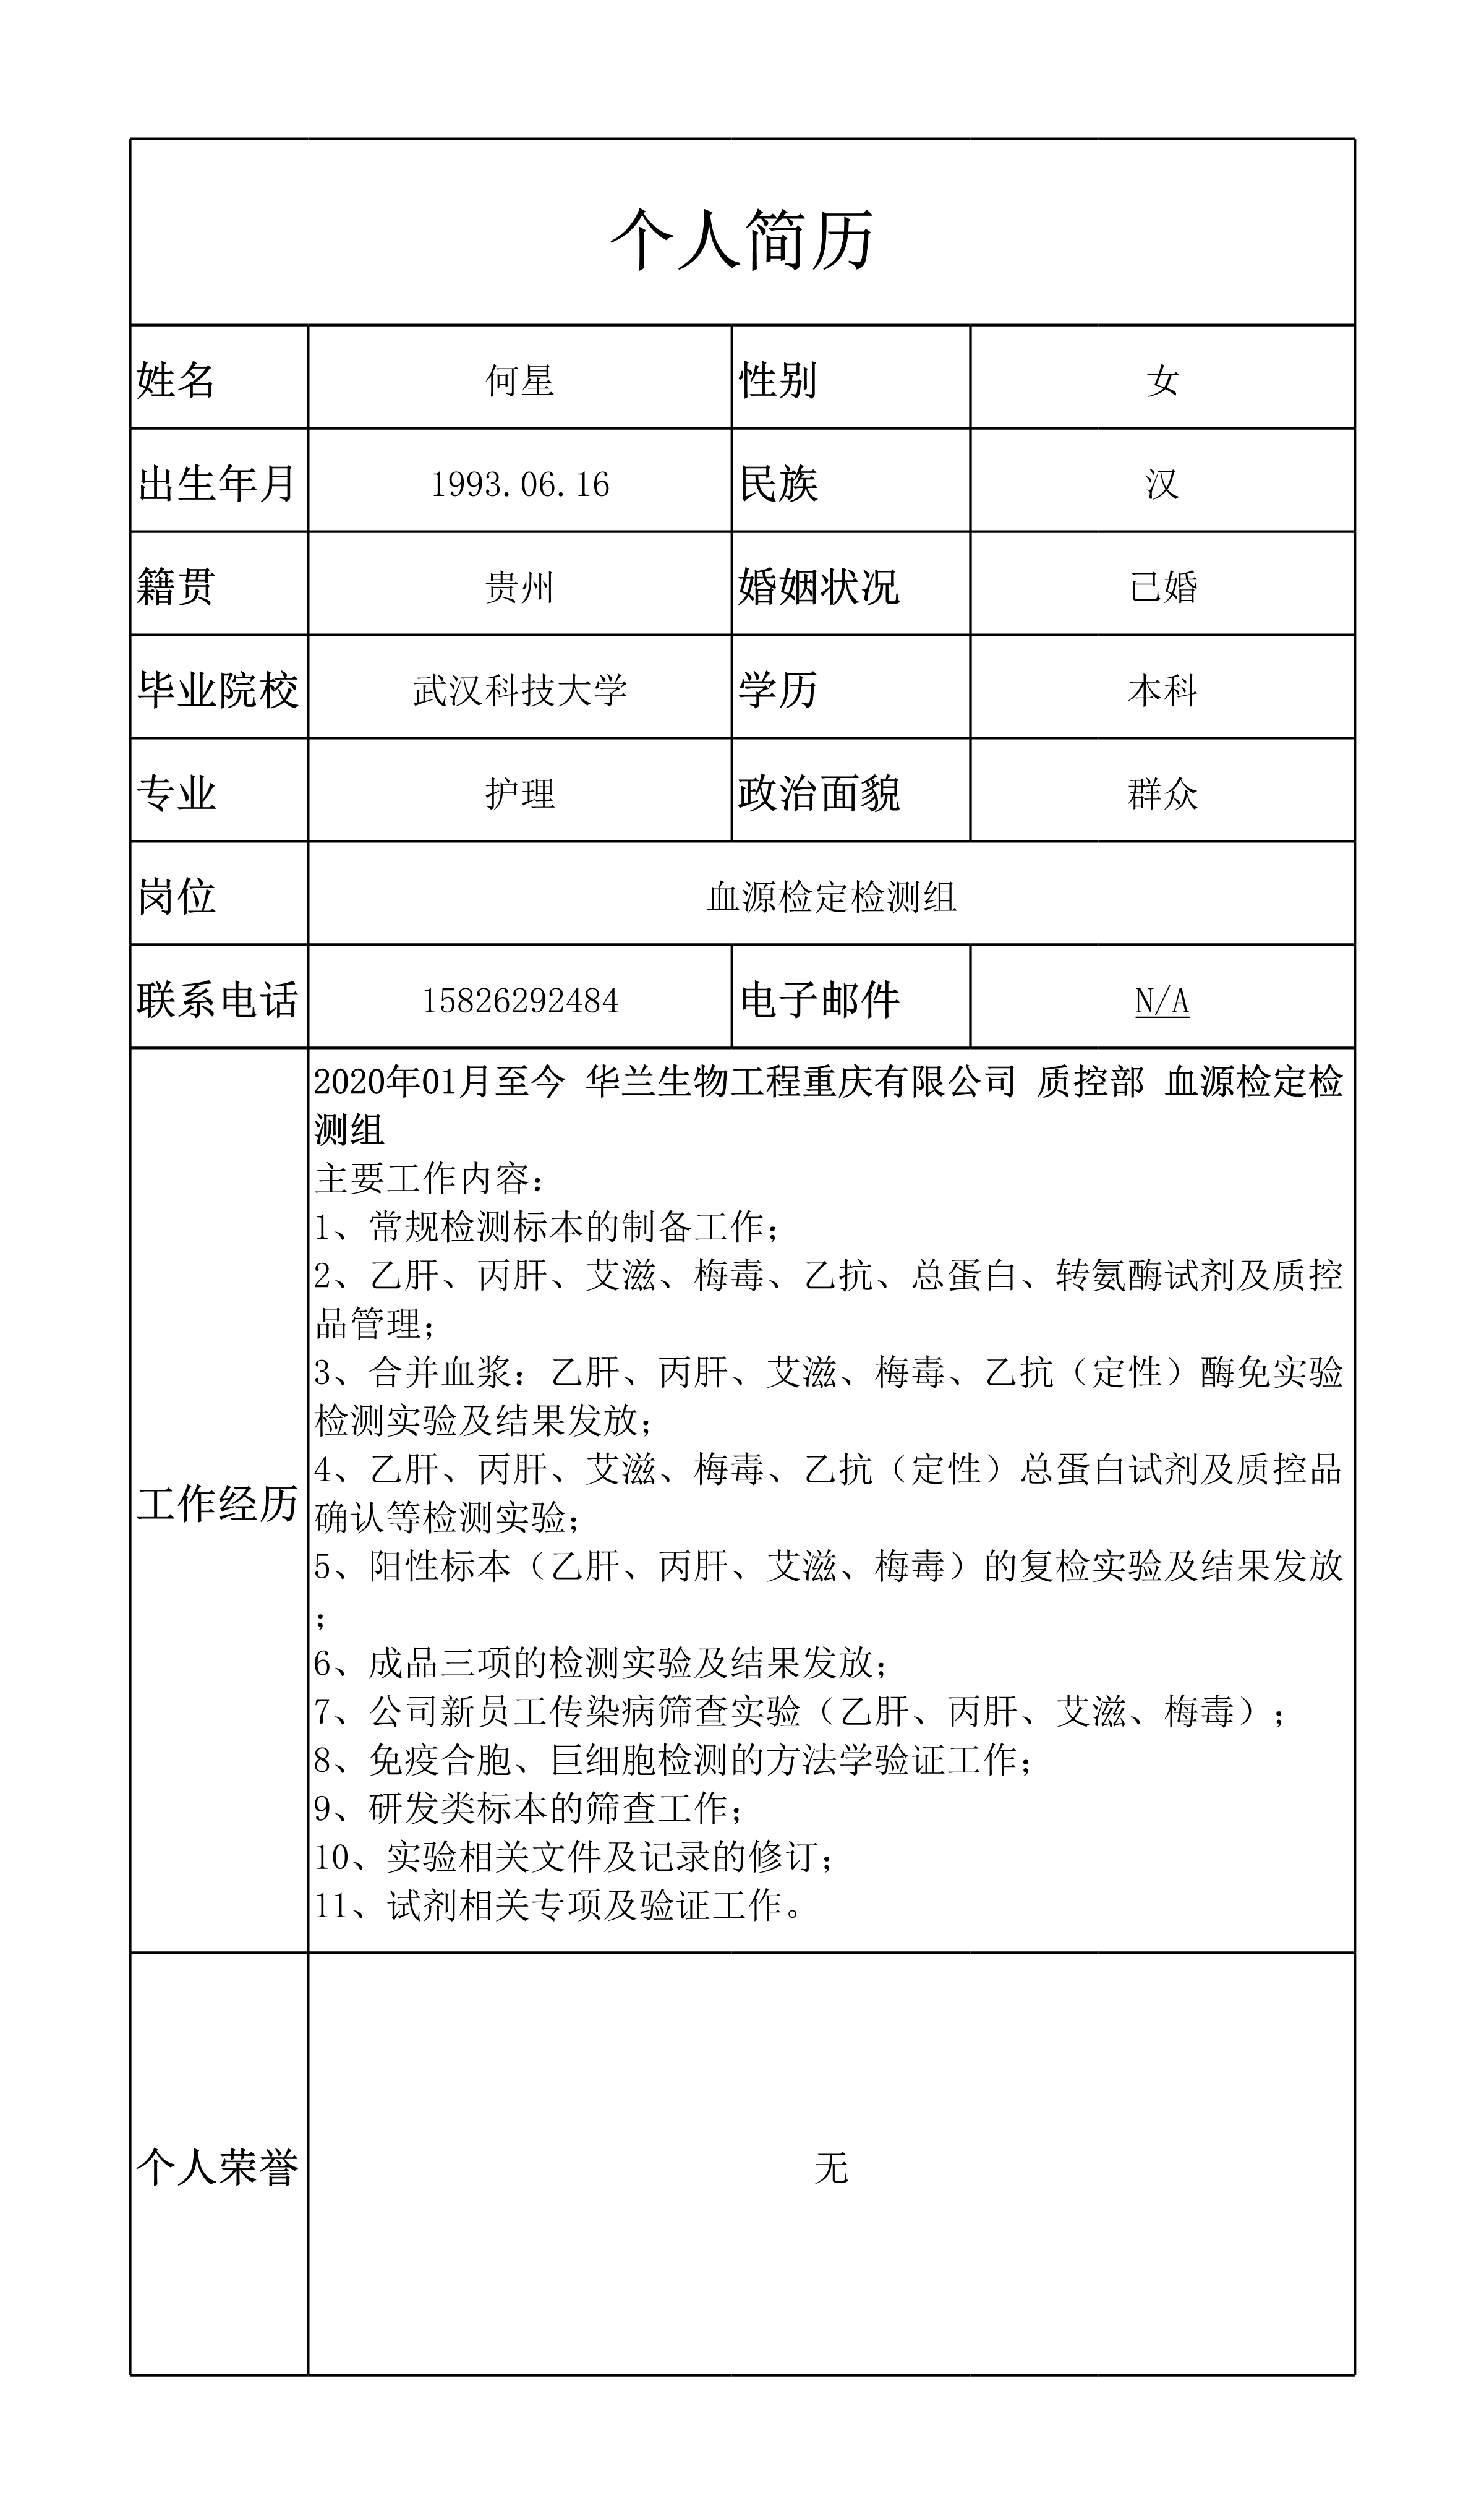 个人简历
姓名 何星 性别 女
出生年月 1993.06.16 民族 汉
籍贯 贵州 婚姻状况 已婚
毕业院校 武汉科技大学 学历 本科
专业 护理 政治面貌 群众
岗位 血源检定检测组
联系电话 15826292484 电子邮件 N/A
工作经历
2020年01月至今 华兰生物工程重庆有限公司 质控部 血源检定检
测组
主要工作内容：
1、常规检测标本的制备工作；
2、乙肝、丙肝、艾滋、梅毒、乙抗、总蛋白、转氨酶试剂及质控
品管理；
3、合并血浆：乙肝、丙肝、艾滋、梅毒、乙抗（定性）酶免实验
检测实验及结果发放；
4、乙肝、丙肝、艾滋、梅毒、乙抗（定性）总蛋白试剂及质控品
确认等检测实验；
5、阳性标本（乙肝、丙肝、艾滋、梅毒）的复检实验及结果发放
；
6、成品三项的检测实验及结果发放；
7、公司新员工传染病筛查实验（乙肝、丙肝、艾滋、梅毒）；
8、免疫合胞、巨细胞检测的方法学验证工作；
9、研发类标本的筛查工作；
10、实验相关文件及记录的修订；
11、试剂相关专项及验证工作。
个人荣誉 无